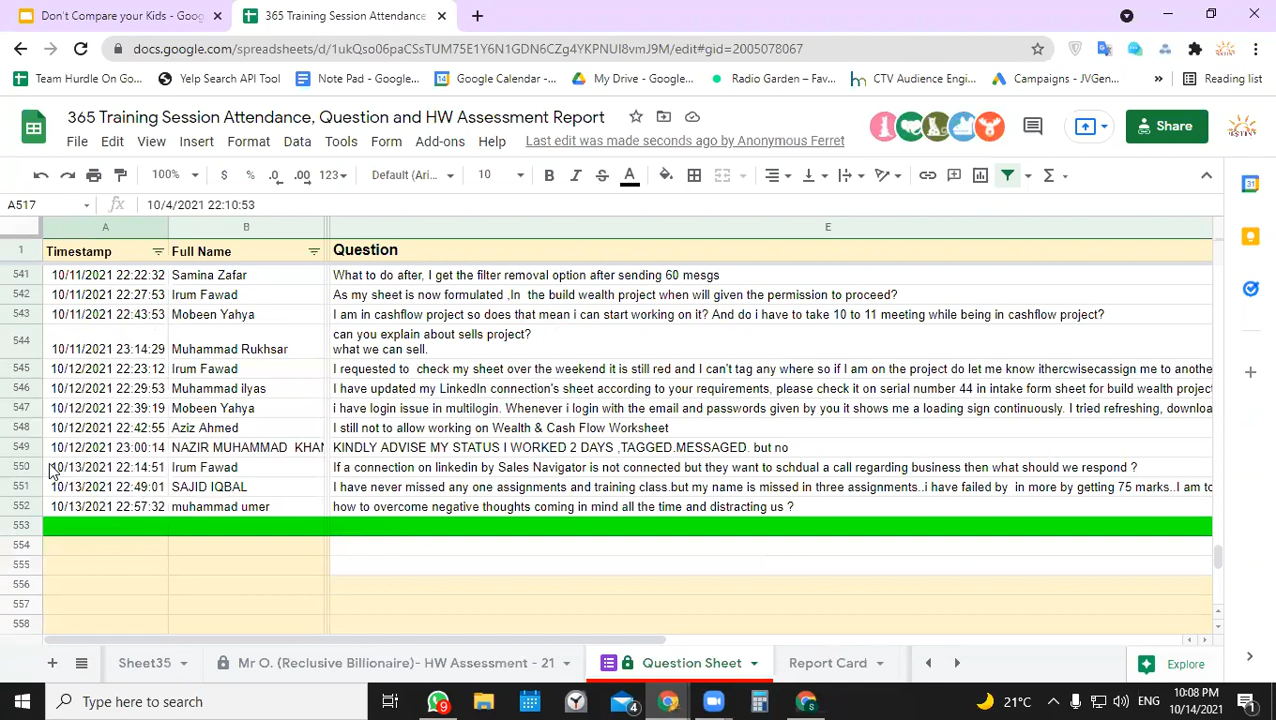 Don't Compare your Kids - Goog
365 Training Session Attendance
docs.google.com/spreadsheets/d/1ukQs06paCSsTUM75E1Y6N1GDN6CZg4YKPNUI8vmJ9M/edit#gid=2005078067
Team Hurdle On Go...
Yelp Search API Tool
Note Pad - Google...
Google Calendar -...
My Drive - Google...
Radio Garden – Fav...
CTV Audience Engi...
Campaigns - JVGen...
»
Reading list
365 Training Session Attendance, Question and HW Assessment Report
Share
File Edit View Insert Format Data Tools Form Add-ons Help Last edit was made seconds ago by Anonymous Ferret
100% $ % .0 .00 123 Default (Ari... 10 B I S A
A517 fx 10/4/2021 22:10:53
A B E
1 Timestamp Full Name Question
541 10/11/2021 22:22:32 Samina Zafar What to do after, I get the filter removal option after sending 60 mesgs
542 10/11/2021 22:27:53 Irum Fawad As my sheet is now formulated ,In the build wealth project when will given the permission to proceed?
543 10/11/2021 22:43:53 Mobeen Yahya I am in cashflow project so does that mean i can start working on it? And do i have to take 10 to 11 meeting while being in cashflow project?
can you explain about sells project?
544 10/11/2021 23:14:29 Muhammad Rukhsar what we can sell.
545 10/12/2021 22:23:12 Irum Fawad I requested to check my sheet over the weekend it is still red and I can't tag any where so if I am on the project do let me know ithercwisecassign me to anothe
546 10/12/2021 22:29:53 Muhammad ilyas I have updated my LinkedIn connection's sheet according to your requirements, please check it on serial number 44 in intake form sheet for build wealth projec
547 10/12/2021 22:39:19 Mobeen Yahya i have login issue in multilogin. Whenever i login with the email and passwords given by you it shows me a loading sign continuously. I tried refreshing, downloa
548 10/12/2021 22:42:55 Aziz Ahmed I still not to allow working on Wealth & Cash Flow Worksheet
549 10/12/2021 23:00:14 NAZIR MUHAMMAD KHAN KINDLY ADVISE MY STATUS I WORKED 2 DAYS ,TAGGED.MESSAGED. but no
550 10/13/2021 22:14:51 Irum Fawad If a connection on linkedin by Sales Navigator is not connected but they want to schdual a call regarding business then what should we respond ?
551 10/13/2021 22:49:01 SAJID IQBAL I have never missed any one assignments and training class.but my name is missed in three assignments..i have failed by in more by getting 75 marks..I am to
552 10/13/2021 22:57:32 muhammad umer how to overcome negative thoughts coming in mind all the time and distracting us ?
553
554
555
556
557
558
Sheet35
Mr O. (Reclusive Billionaire)- HW Assessment - 21
Question Sheet
Report Card
Explore
Type here to search
9
4
21°C
ENG
10:08 PM
10/14/2021
1